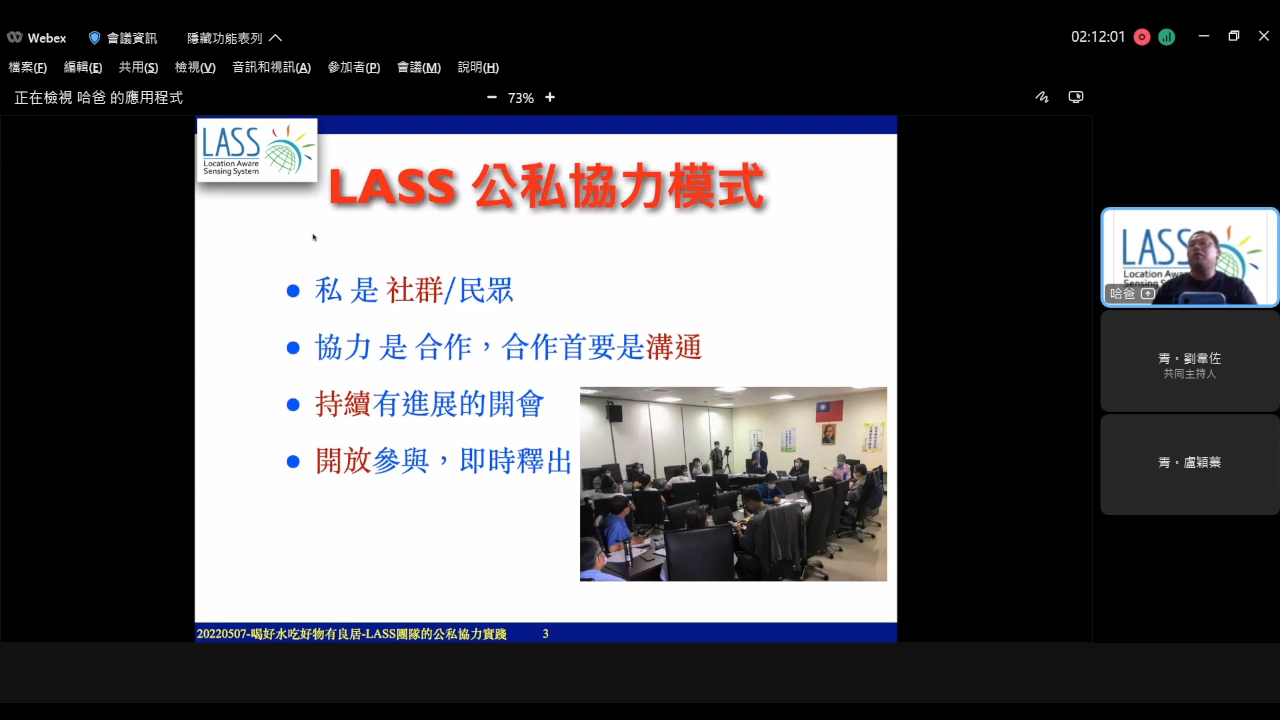 Webex
會議資訊
隱藏功能表列
02:12:01
檔案(F) 編輯(E) 共用(S) 檢視(V) 音訊和視訊(A) 參加者(P) 會議(M) 說明(H)
正在檢視 哈爸 的應用程式
73%
LASS
Location Aware
Sensing System
LASS 公私協力模式
私 是 社群/民眾
協力 是 合作,合作首要是溝通
持續有進展的開會
開放參與,即時釋出
20220507-喝好水吃好物有良居-LASS團隊的公私協力實踐 3
LASS
Location Awa
哈爸
青。劉韋佐
共同主持人
青。盧穎蓁